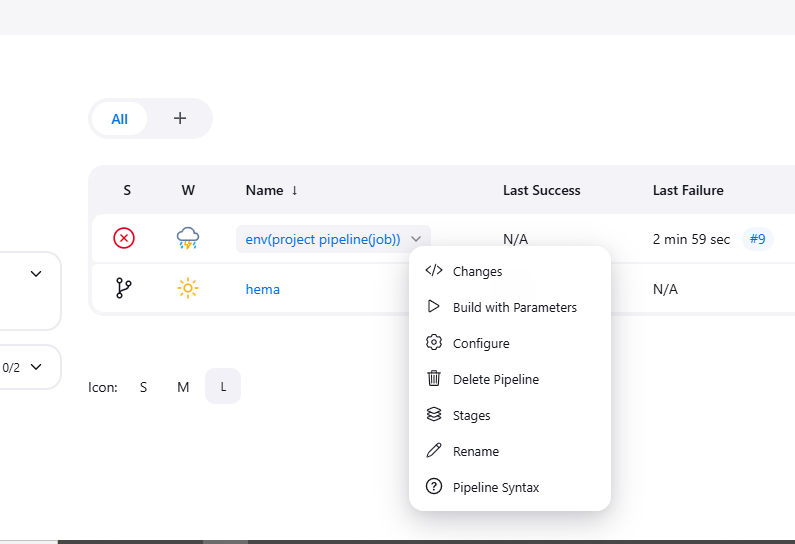 All +
S W Name ↓ Last Success Last Failure
env(project pipeline(job)) N/A 2 min 59 sec #9
hema N/A
Changes
Build with Parameters
Configure
Delete Pipeline
Stages
Rename
Pipeline Syntax
0/2
Icon: S M L